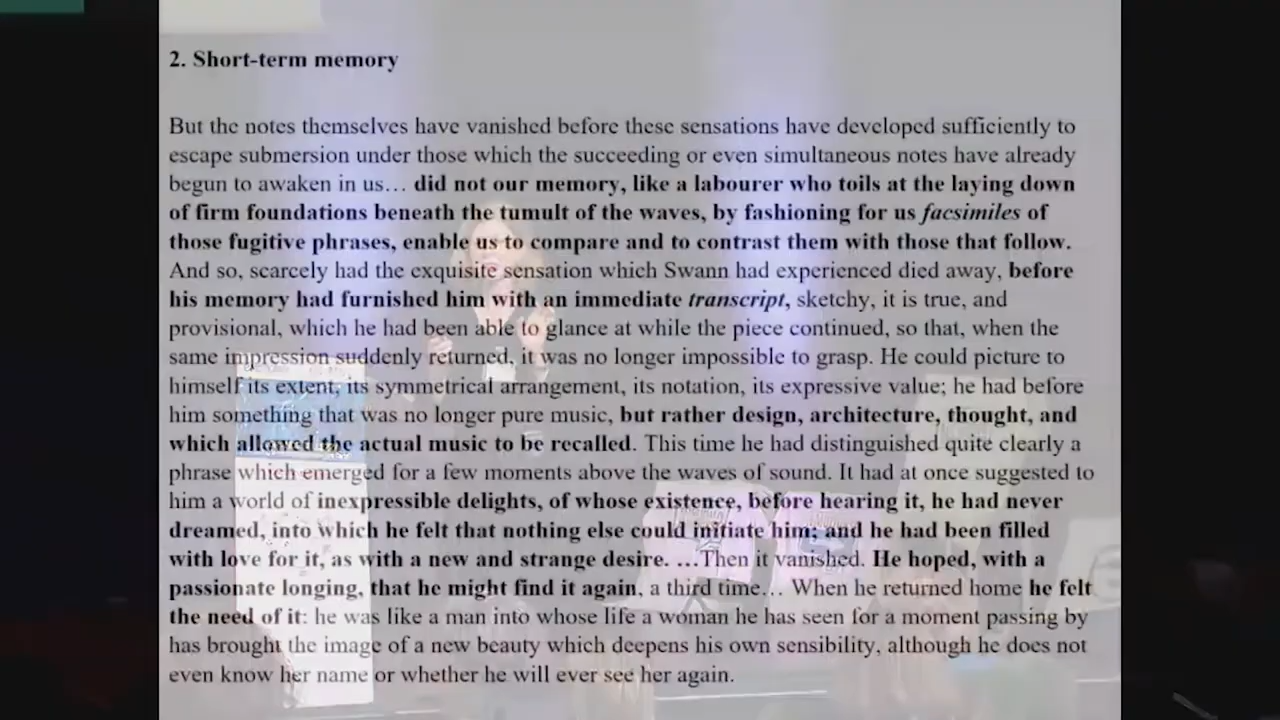 2. Short-term memory
But the notes themselves have vanished before these sensations have developed sufficiently to
escape submersion under those which the succeeding or even simultaneous notes have already
begun to awaken in us… did not our memory, like a labourer who toils at the laying down
of firm foundations beneath the tumult of the waves, by fashioning for us facsimiles of
those fugitive phrases, enable us to compare and to contrast them with those that follow.
And so, scarcely had the exquisite sensation which Swann had experienced died away, before
his memory had furnished him with an immediate transcript, sketchy, it is true, and
provisional, which he had been able to glance at while the piece continued, so that, when the
same impression suddenly returned, it was no longer impossible to grasp. He could picture to
himself its extent, its symmetrical arrangement, its notation, its expressive value; he had before
him something that was no longer pure music, but rather design, architecture, thought, and
which allowed the actual music to be recalled. This time he had distinguished quite clearly a
phrase which emerged for a few moments above the waves of sound. It had at once suggested to
him a world of inexpressible delights, of whose existence, before hearing it, he had never
dreamed, into which he felt that nothing else could initiate him; and he had been filled
with love for it, as with a new and strange desire. …Then it vanished. He hoped, with a
passionate longing, that he might find it again, a third time… When he returned home he felt
the need of it: he was like a man into whose life a woman he has seen for a moment passing by
has brought the image of a new beauty which deepens his own sensibility, although he does not
even know her name or whether he will ever see her again.